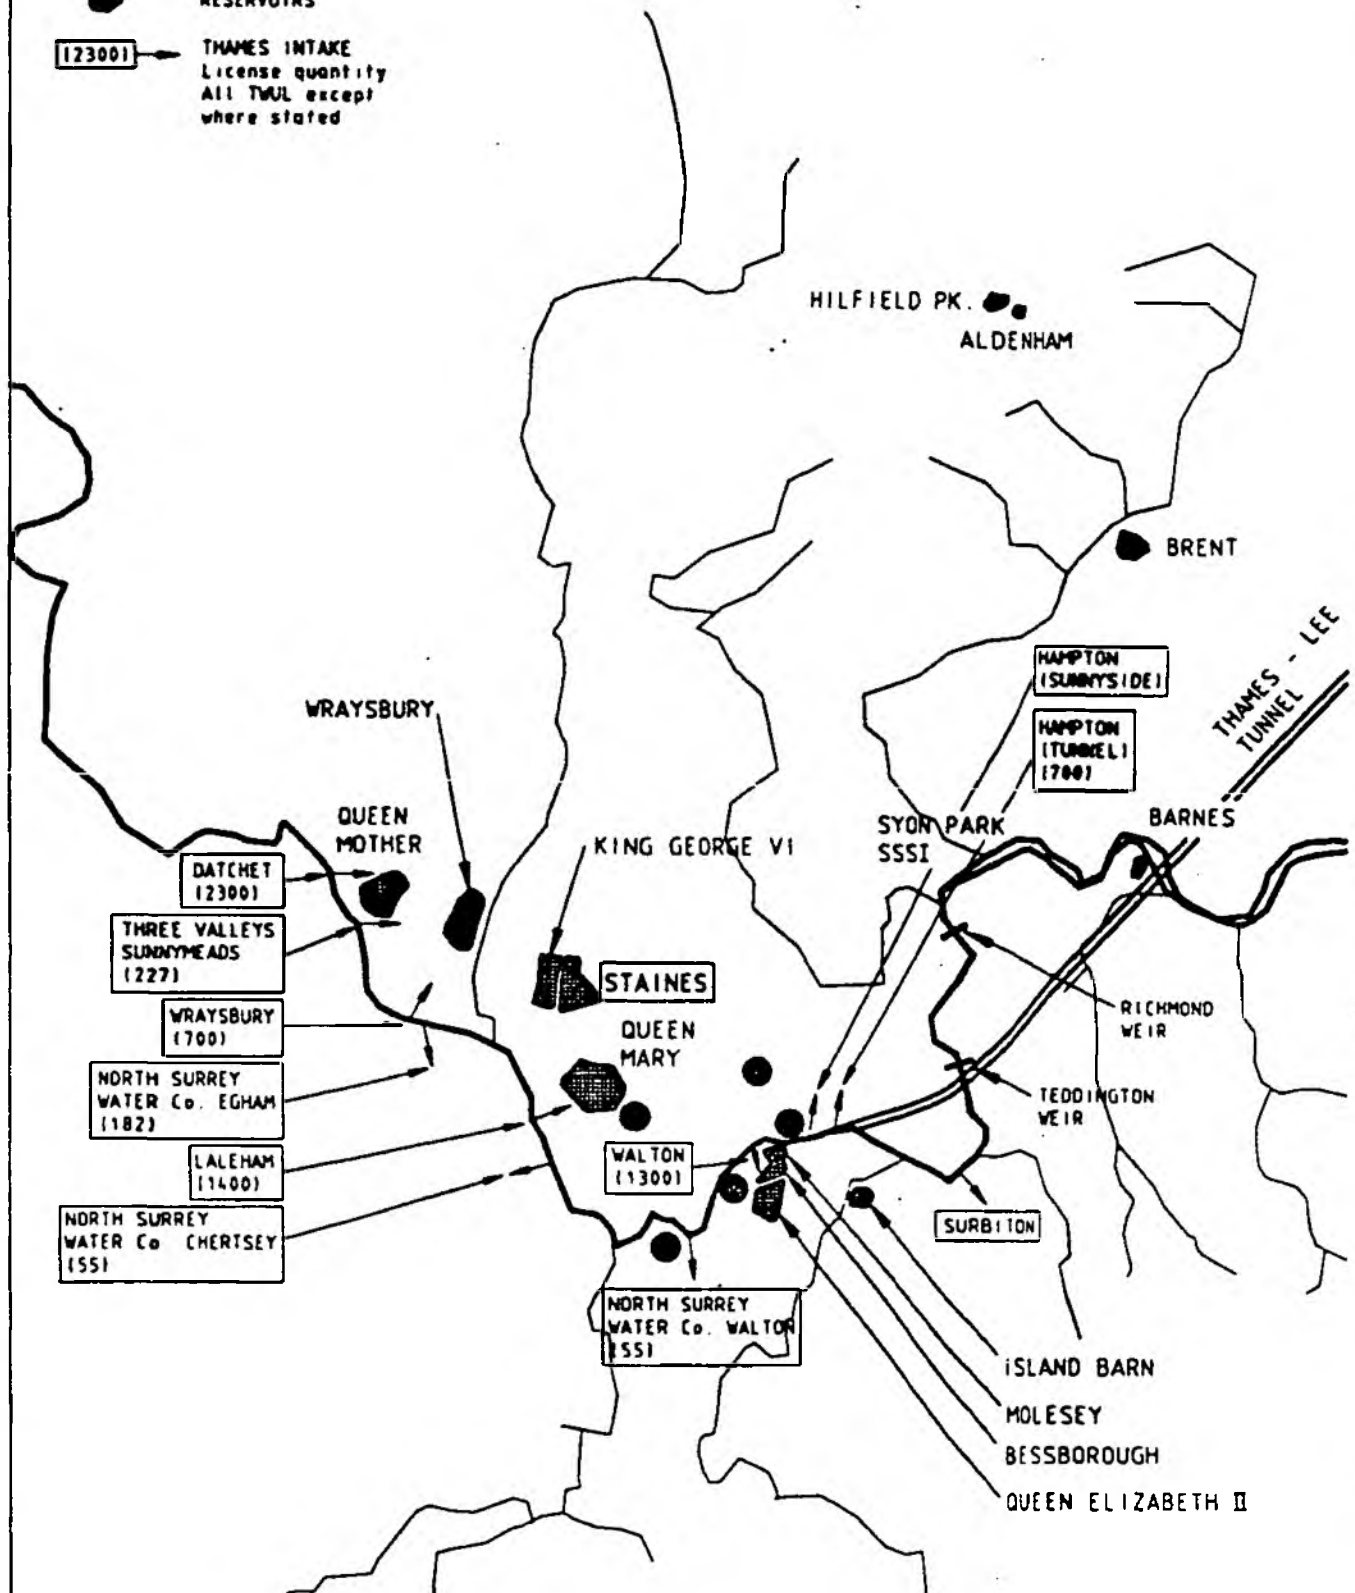 RESERVOIRS
(2300)
THAMES INTAKE
License quantity
All TWUL except
where stated
HILFIELD PK.
ALDENHAM
BRENT
THAMES - LEE
TUNNEL
HAMPTON
(SUNNYSIDE)
HAMPTON
(TUNNEL)
(700)
WRAYSBURY
QUEEN
MOTHER
KING GEORGE VI
SYON PARK
SSSI
BARNES
DATCHET
(2300)
THREE VALLEYS
SUNNYMEADS
(227)
WRAYSBURY
(700)
NORTH SURREY
WATER Co. EGHAM
(182)
LALEHAM
(1400)
NORTH SURREY
WATER Co CHERTSEY
(55)
STAINES
QUEEN
MARY
RICHMOND
WEIR
TEDDINGTON
WEIR
WALTON
(1300)
SURBITON
NORTH SURREY
WATER Co. WALTON
(55)
ISLAND BARN
MOLESEY
BESSBOROUGH
QUEEN ELIZABETH II